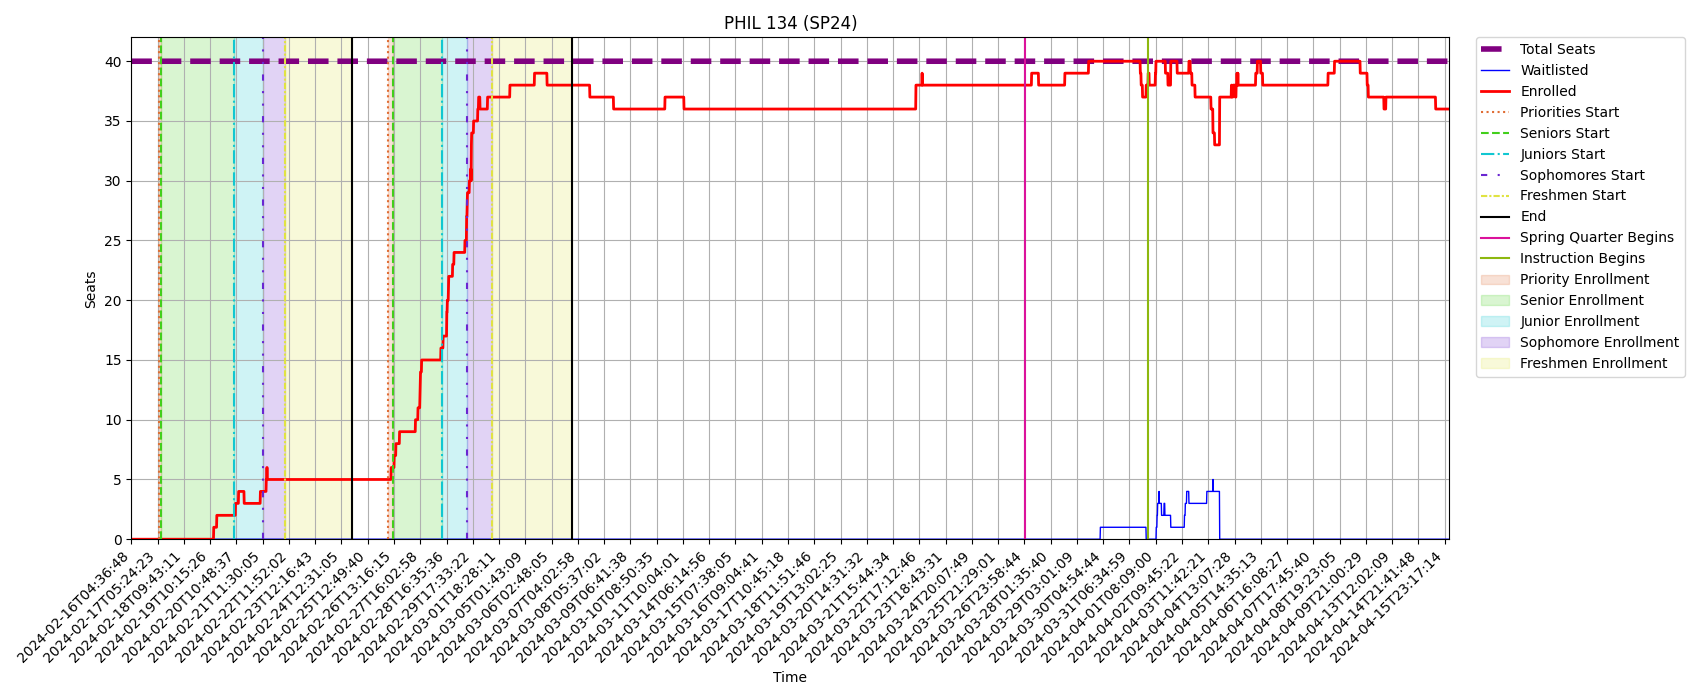 PHIL 134 (SP24)
Seats
40
35
30
25
20
15
10
5
0
2024-02-16T04:36:48
2024-02-17T05:24:23
2024-02-18T09:43:11
2024-02-19T10:15:26
2024-02-20T10:48:37
2024-02-21T11:30:05
2024-02-22T11:52:02
2024-02-23T12:16:43
2024-02-24T12:31:05
2024-02-25T12:49:40
2024-02-26T13:16:15
2024-02-27T16:02:58
2024-02-28T16:35:36
2024-02-29T17:33:22
2024-03-01T18:28:11
2024-03-05T01:43:09
2024-03-06T02:48:05
2024-03-07T04:02:58
2024-03-08T05:37:02
2024-03-09T06:41:38
2024-03-10T08:50:35
2024-03-11T10:04:01
2024-03-14T06:14:56
2024-03-15T07:38:05
2024-03-16T09:04:41
2024-03-17T10:45:18
2024-03-18T11:51:46
2024-03-19T13:02:25
2024-03-20T14:31:32
2024-03-21T15:44:34
2024-03-22T17:12:46
2024-03-23T18:43:31
2024-03-24T20:07:49
2024-03-25T21:29:01
2024-03-26T23:58:44
2024-03-28T01:35:40
2024-03-29T03:01:09
2024-03-30T04:54:44
2024-03-31T06:34:59
2024-04-01T08:09:00
2024-04-02T09:45:22
2024-04-03T11:42:21
2024-04-04T13:07:28
2024-04-05T14:35:13
2024-04-06T16:08:27
2024-04-07T17:45:40
2024-04-08T19:23:05
2024-04-09T21:00:29
2024-04-13T12:02:09
2024-04-14T21:41:48
2024-04-15T23:17:14
Time
Total Seats
Waitlisted
Enrolled
Priorities Start
Seniors Start
Juniors Start
Sophomores Start
Freshmen Start
End
Spring Quarter Begins
Instruction Begins
Priority Enrollment
Senior Enrollment
Junior Enrollment
Sophomore Enrollment
Freshmen Enrollment